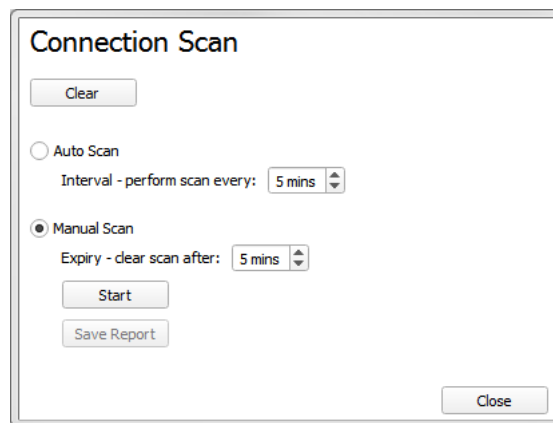 Connection Scan
Clear
Auto Scan
Interval - perform scan every: 5 mins
Manual Scan
Expiry - clear scan after: 5 mins
Start
Save Report
Close